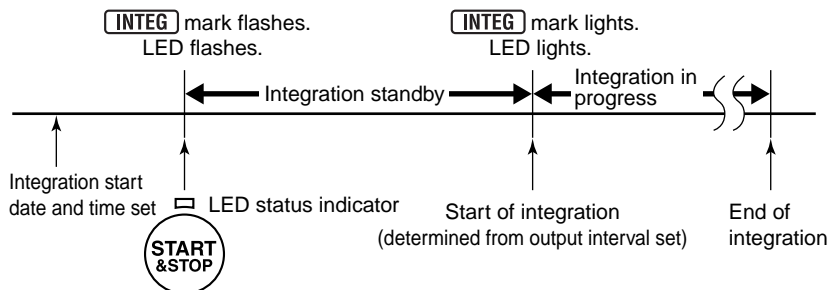 INTEG mark flashes.
LED flashes.
INTEG mark lights.
LED lights.
Integration standby
Integration in
progress
Integration start
date and time set
LED status indicator
START
&STOP
Start of integration
(determined from output interval set)
End of
integration